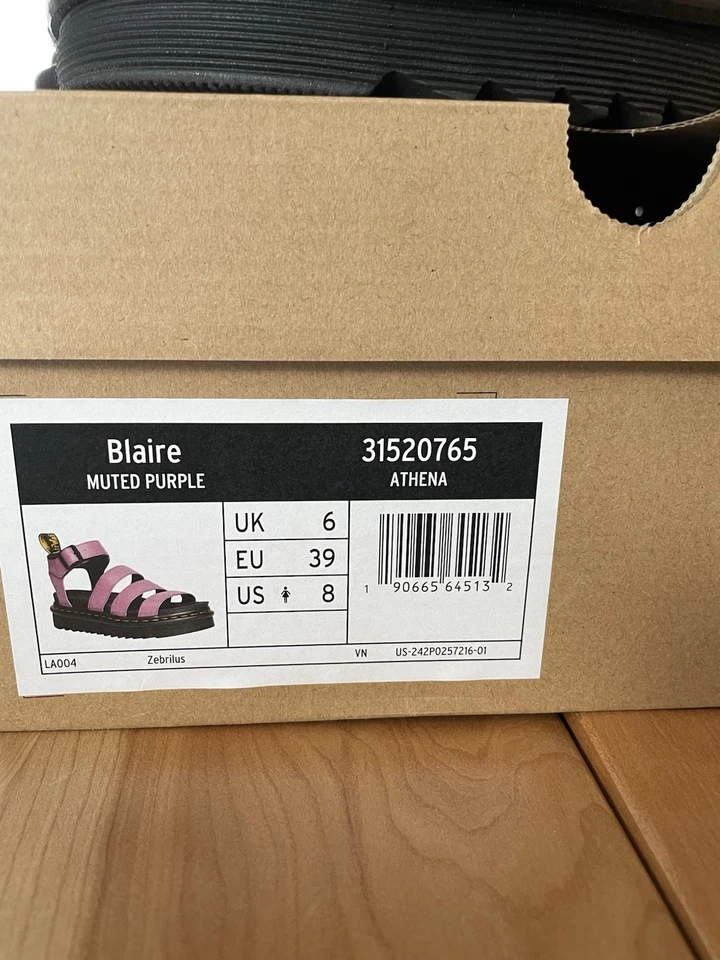 Blaire
MUTED PURPLE
31520765
ATHENA
UK 6
EU 39
US 8
1 90665 64513 2
LA004 Zebrilus VN US-242P0257216-01